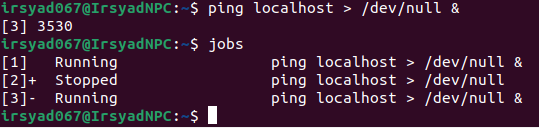 irsyad067@IrsyadNPC:~$ ping localhost > /dev/null &
[3] 3530
irsyad067@IrsyadNPC:~$ jobs
[1]   Running                 ping localhost > /dev/null &
[2]+  Stopped                 ping localhost > /dev/null
[3]-  Running                 ping localhost > /dev/null &
irsyad067@IrsyadNPC:~$